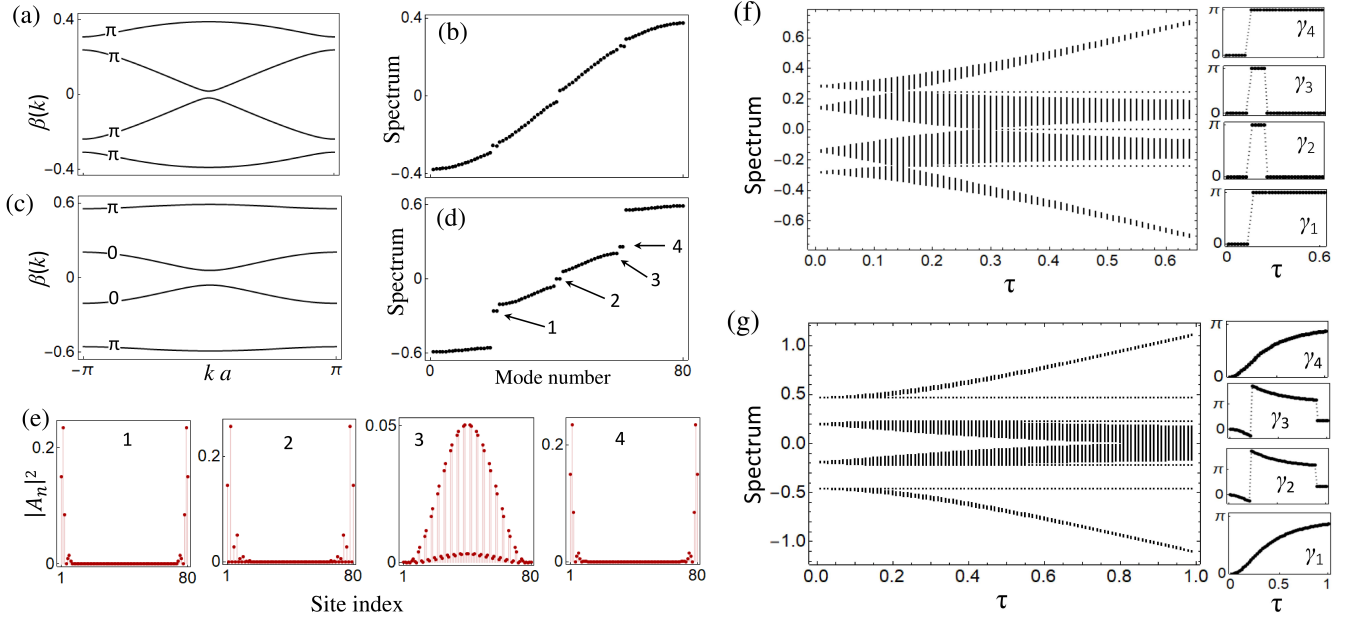 (a)
0.4
0
−0.4
β(k)
π
π
π
π
(b)
0.4
0
−0.4
Spectrum
(c)
0.6
0
−0.6
β(k)
π
0
0
π
−π
k a
π
(d)
0.6
0
−0.6
Spectrum
1
2
3
4
0
Mode number
80
(e)
|A_n|²
0.2
0
1
1
80
0.2
0
2
1
80
0.05
0
3
1
80
0.2
0
4
1
80
Site index
(f)
Spectrum
0.6
0.4
0.2
0.0
−0.2
−0.4
−0.6
0.0
0.1
0.2
0.3
0.4
0.5
0.6
τ
π
0
γ4
π
0
γ3
π
0
γ2
π
0
γ1
0
0.6
τ
(g)
Spectrum
1.0
0.5
0.0
−0.5
−1.0
0.0
0.2
0.4
0.6
0.8
1.0
τ
π
0
γ4
π
0
γ3
π
0
γ2
π
0
γ1
0
0.5
1
τ